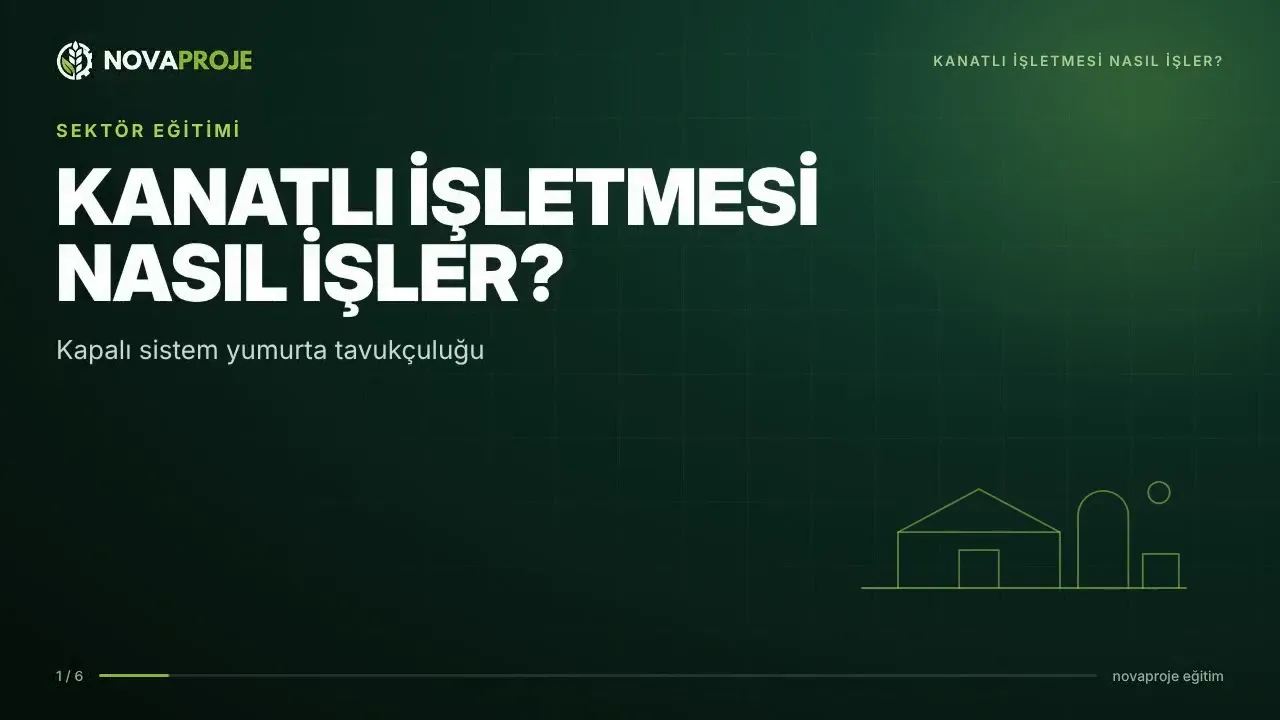 NOVAPROJE
KANATLI İŞLETMESİ NASIL İŞLER?
SEKTÖR EĞİTİMİ
KANATLI İŞLETMESİ
NASIL İŞLER?
Kapalı sistem yumurta tavukçuluğu
1 / 6
novaproje eğitim